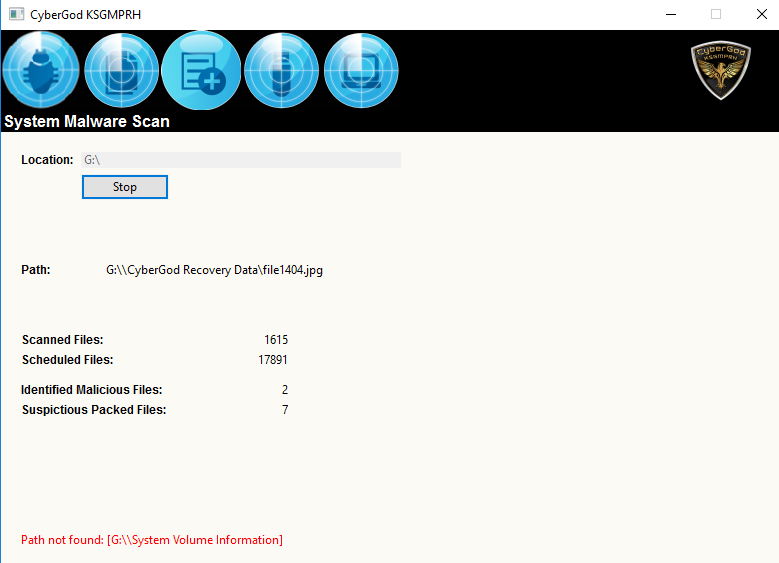 CyberGod KSGMPRH
CyberGod
KSGMPRH
System Malware Scan
Location: G:\
Stop
Path: G:\\CyberGod Recovery Data\file1404.jpg
Scanned Files: 1615
Scheduled Files: 17891
Identified Malicious Files: 2
Suspictious Packed Files: 7
Path not found: [G:\\System Volume Information]